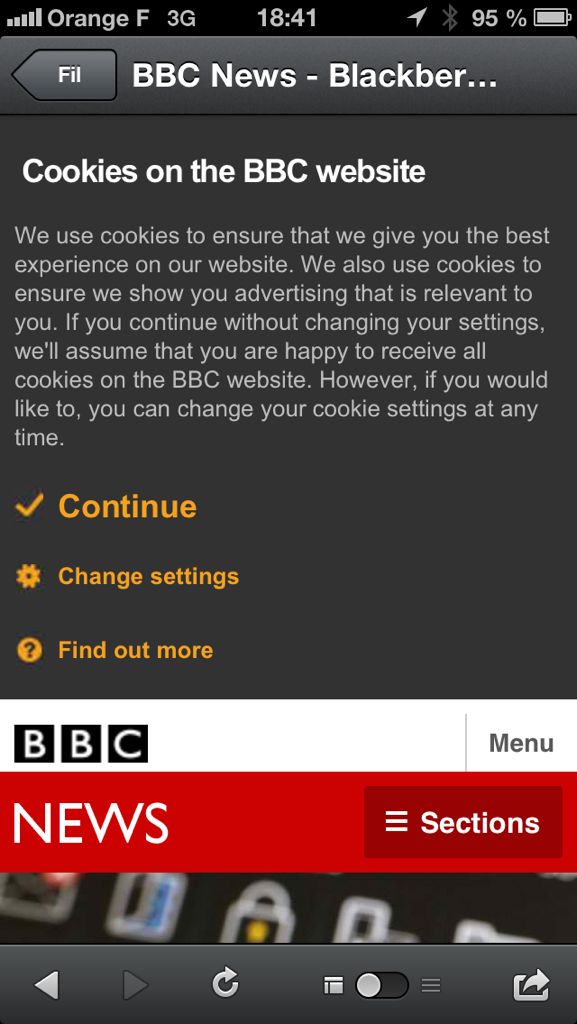 Orange F 3G 18:41 95 %
Fil
BBC News - Blackber...
Cookies on the BBC website
We use cookies to ensure that we give you the best
experience on our website. We also use cookies to
ensure we show you advertising that is relevant to
you. If you continue without changing your settings,
we'll assume that you are happy to receive all
cookies on the BBC website. However, if you would
like to, you can change your cookie settings at any
time.
Continue
Change settings
? Find out more
BBC Menu
NEWS Sections